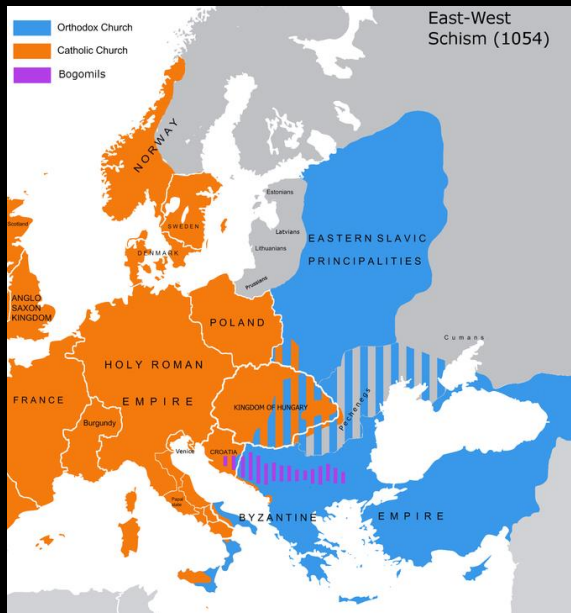 East-West
Schism (1054)
Orthodox Church
Catholic Church
Bogomils
NORWAY
SWEDEN
Estonians
Latvians
Lithuanians
Prussians
Scotland
DENMARK
EASTERN SLAVIC
PRINCIPALITIES
ANGLO
SAXON
KINGDOM
POLAND
Cumans
HOLY ROMAN
EMPIRE
FRANCE
KINGDOM OF HUNGARY
Pechenegs
Burgundy
Venice
CROATIA
Papal
state
BYZANTINE
EMPIRE